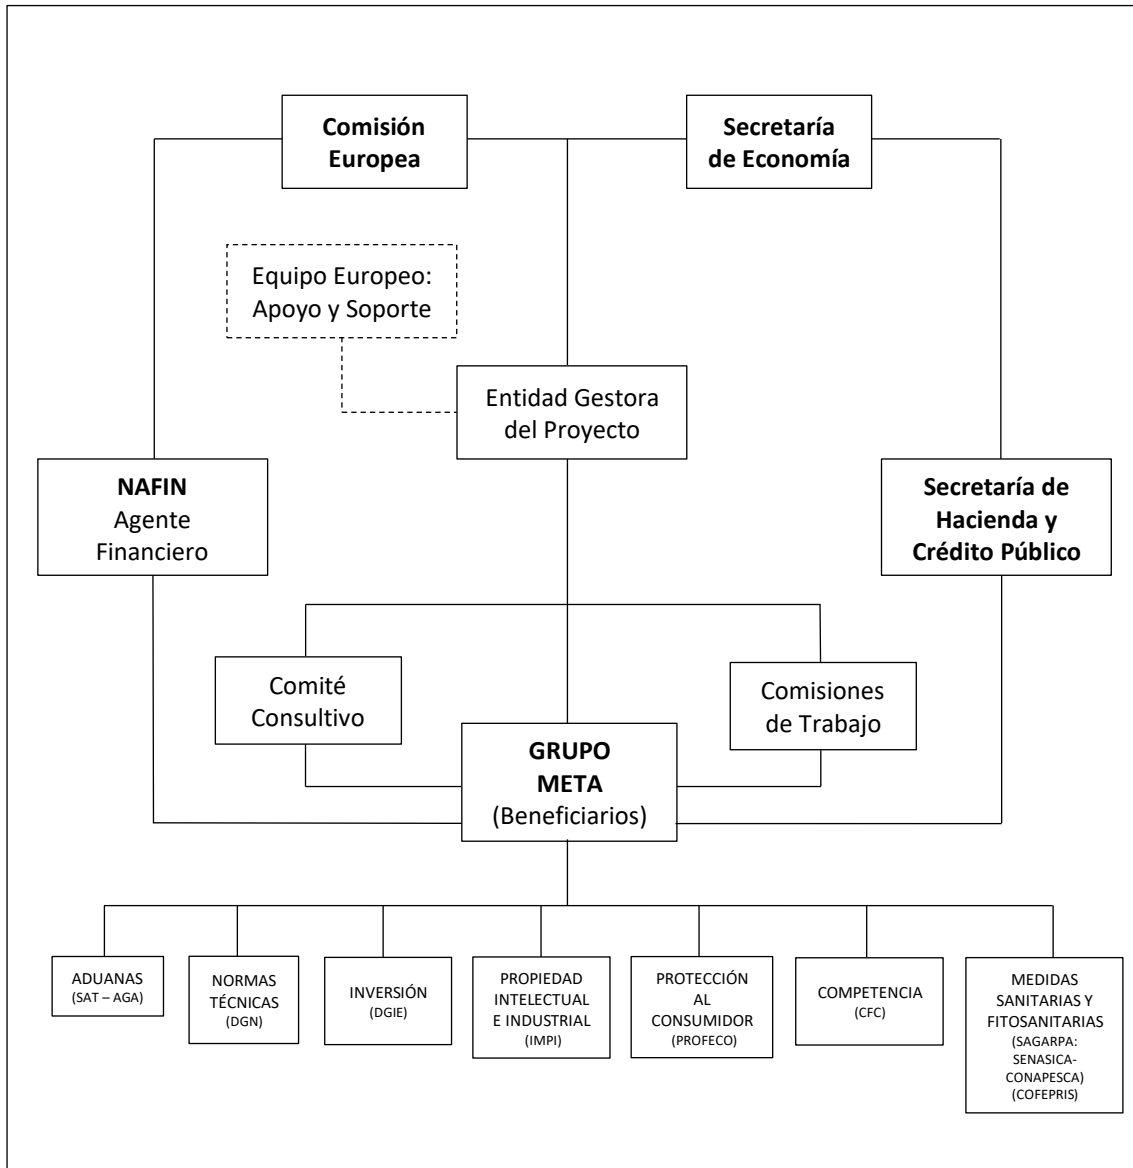 Comisión
Europea
Secretaría
de Economía
Equipo Europeo:
Apoyo y Soporte
Entidad Gestora
del Proyecto
NAFIN
Agente
Financiero
Secretaría de
Hacienda y
Crédito Público
Comité
Consultivo
Comisiones
de Trabajo
GRUPO
META
(Beneficiarios)
ADUANAS
(SAT – AGA)
NORMAS
TÉCNICAS
(DGN)
INVERSIÓN
(DGIE)
PROPIEDAD
INTELECTUAL
E INDUSTRIAL
(IMPI)
PROTECCIÓN
AL
CONSUMIDOR
(PROFECO)
COMPETENCIA
(CFC)
MEDIDAS
SANITARIAS Y
FITOSANITARIAS
(SAGARPA:
SENASICA-
CONAPESCA)
(COFEPRIS)